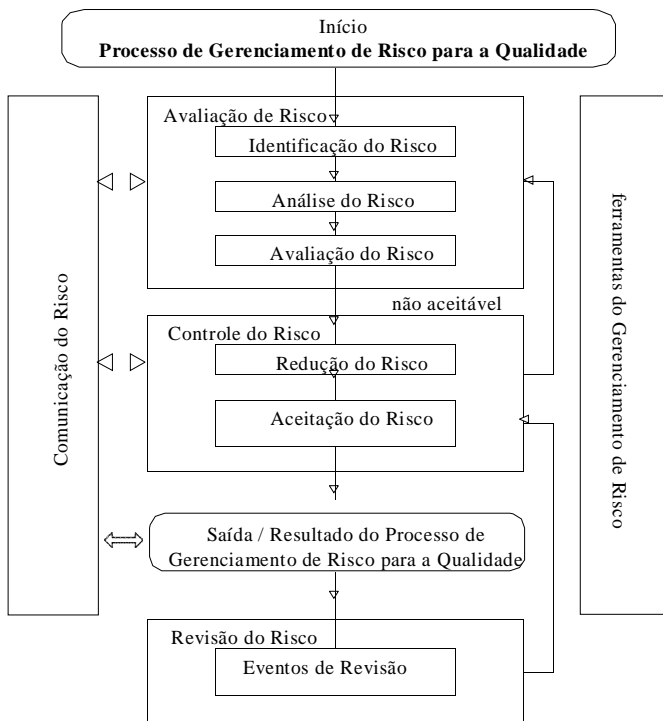 Início
Processo de Gerenciamento de Risco para a Qualidade
Avaliação de Risco
Identificação do Risco
Análise do Risco
Avaliação do Risco
não aceitável
Controle do Risco
Redução do Risco
Aceitação do Risco
Saída / Resultado do Processo de
Gerenciamento de Risco para a Qualidade
Revisão do Risco
Eventos de Revisão
Comunicação do Risco
ferramentas do Gerenciamento de Risco